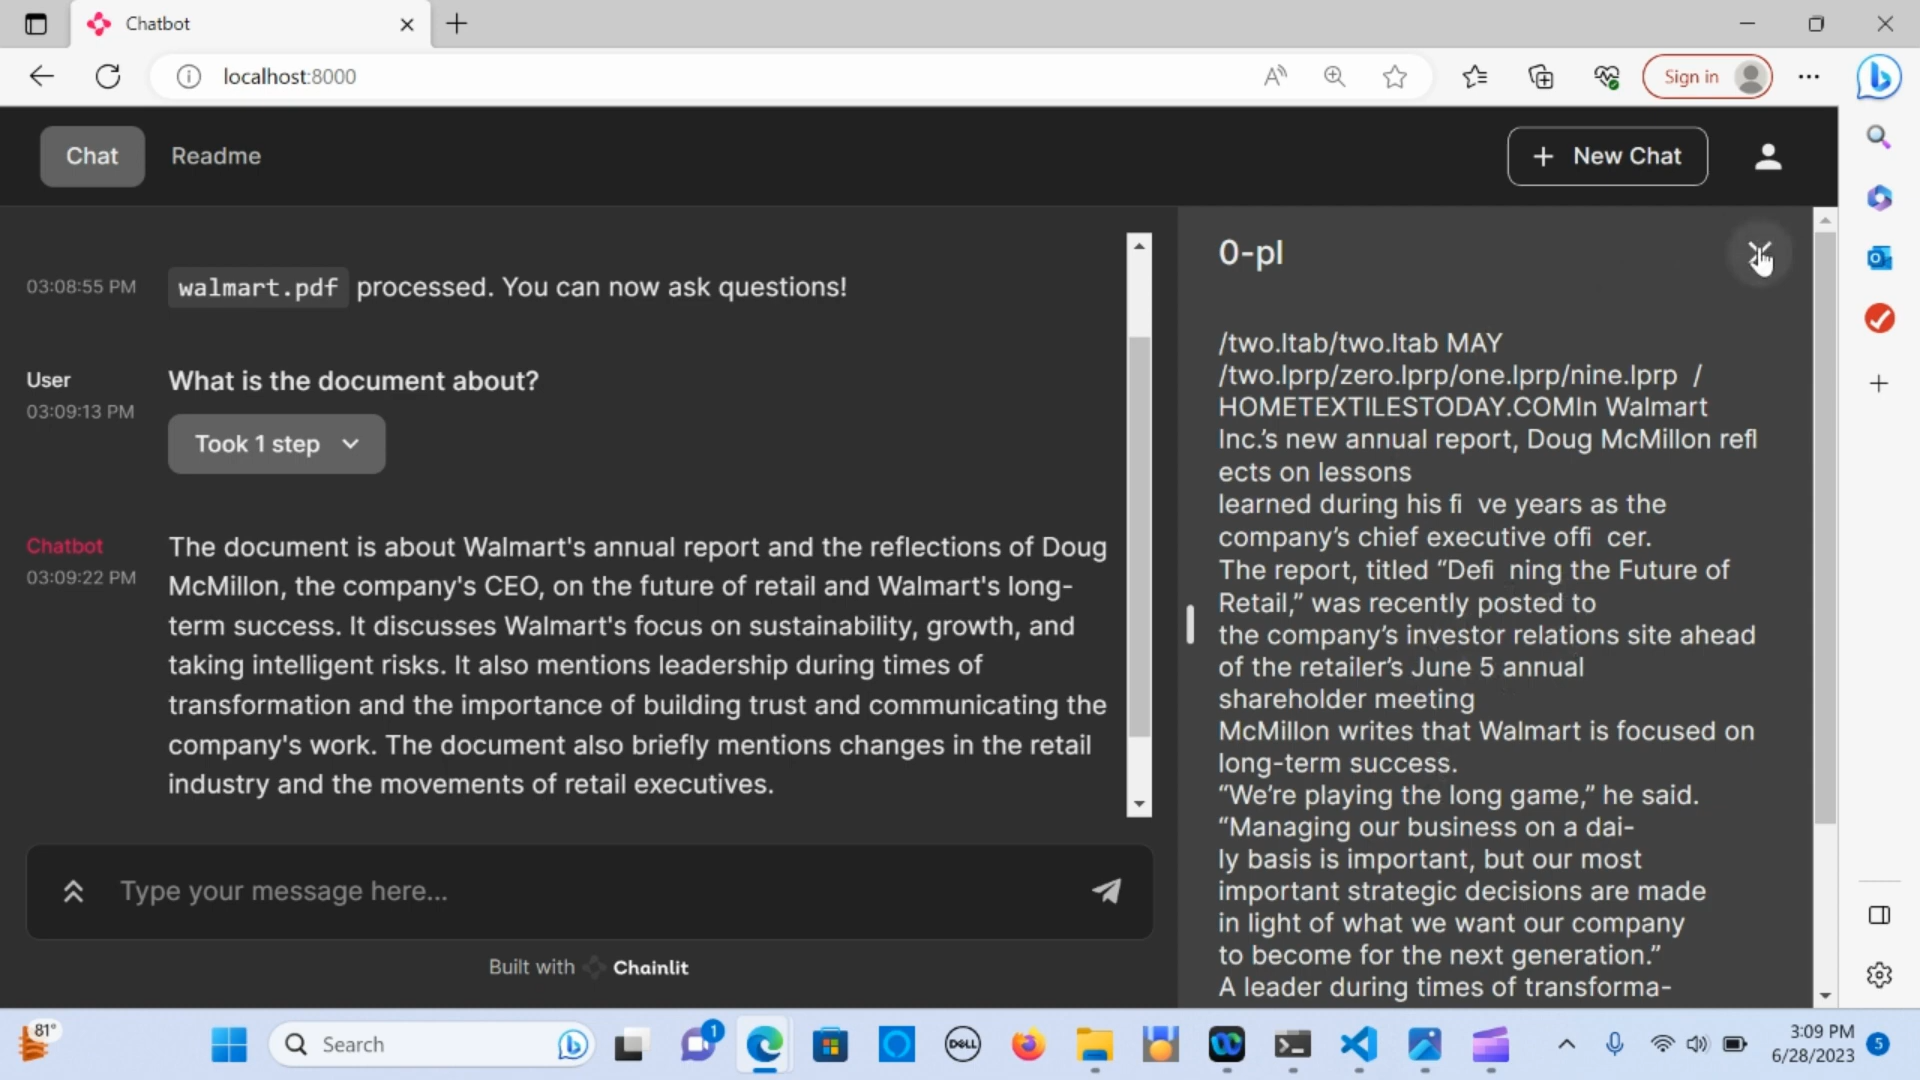 Chatbot
localhost:8000
Sign in
Chat
Readme
New Chat
03:08:55 PM
walmart.pdf processed. You can now ask questions!
User
What is the document about?
03:09:13 PM
Took 1 step
Chatbot
03:09:22 PM
The document is about Walmart's annual report and the reflections of Doug
McMillon, the company's CEO, on the future of retail and Walmart's long-
term success. It discusses Walmart's focus on sustainability, growth, and
taking intelligent risks. It also mentions leadership during times of
transformation and the importance of building trust and communicating the
company's work. The document also briefly mentions changes in the retail
industry and the movements of retail executives.
Type your message here...
Built with Chainlit
0-pl
/two.ltab/two.ltab MAY
/two.lprp/zero.lprp/one.lprp/nine.lprp /
HOMETEXTILESTODAY.COMIn Walmart
Inc.’s new annual report, Doug McMillon refl
ects on lessons
learned during his fi ve years as the
company’s chief executive offi cer.
The report, titled “Defi ning the Future of
Retail,” was recently posted to
the company’s investor relations site ahead
of the retailer’s June 5 annual
shareholder meeting
McMillon writes that Walmart is focused on
long-term success.
“We’re playing the long game,” he said.
“Managing our business on a dai-
ly basis is important, but our most
important strategic decisions are made
in light of what we want our company
to become for the next generation.”
A leader during times of transforma-
81°
Search
1
DELL
3:09 PM
6/28/2023
5